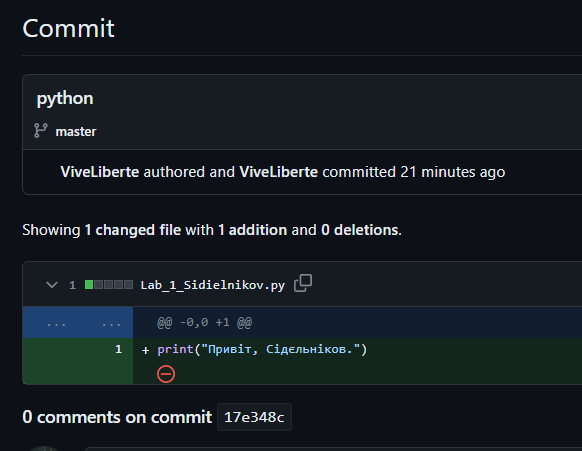 Commit
python
master
ViveLiberte authored and ViveLiberte committed 21 minutes ago
Showing 1 changed file with 1 addition and 0 deletions.
1 Lab_1_Sidielnikov.py
... ... @@ -0,0 +1 @@
1 + print("Привіт, Сідєльніков.")
0 comments on commit 17e348c